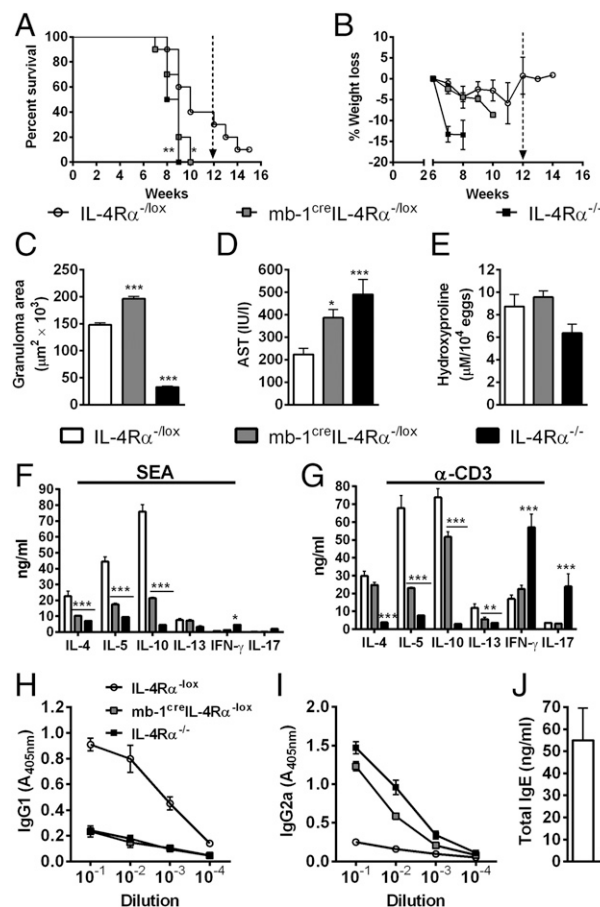 A
B
Percent survival
100
80
60
40
20
0
** *
0 2 4 6 8 10 12 14 16
Weeks
% Weight loss
10
5
0
-5
-10
-15
-20
2 6 8 10 12 14 16
Weeks
IL-4Rα-/lox
mb-1creIL-4Rα-/lox
IL-4Rα-/-
C
D
E
Granuloma area
(μm2 × 103)
250
200
150
100
50
0
***
***
AST (IU/l)
600
500
400
300
200
100
0
*
***
Hydroxyproline
(μM/104 eggs)
12
10
8
6
4
2
0
IL-4Rα-/lox
mb-1creIL-4Rα-/lox
IL-4Rα-/-
F
SEA
ng/ml
90
80
70
60
50
40
30
20
10
0
*** *** *** *
IL-4 IL-5 IL-10 IL-13 IFN-γ IL-17
G
α-CD3
ng/ml
80
70
60
50
40
30
20
10
0
*** *** *** ** *** ***
IL-4 IL-5 IL-10 IL-13 IFN-γ IL-17
H
IL-4Rα-lox
mb-1creIL-4Rα-lox
IL-4Rα-/-
IgG1 (A405nm)
1.2
1.0
0.8
0.6
0.4
0.2
0.0
10-1 10-2 10-3 10-4
Dilution
I
IgG2a (A405nm)
2.0
1.5
1.0
0.5
0.0
10-1 10-2 10-3 10-4
Dilution
J
Total IgE (ng/ml)
70
60
50
40
30
20
10
0